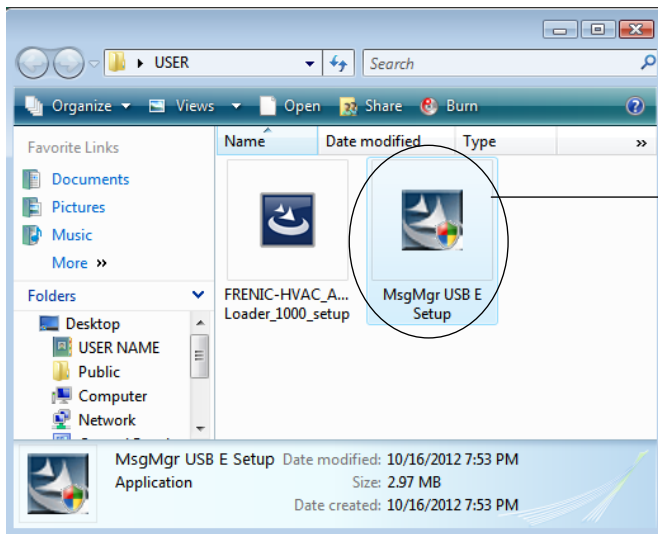 USER
Search
Organize Views Open Share Burn
Favorite Links
Documents
Pictures
Music
More »
Folders
Desktop
USER NAME
Public
Computer
Network
Name Date modified Type »
FRENIC-HVAC_A...
Loader_1000_setup
MsgMgr USB E
Setup
MsgMgr USB E Setup Date modified: 10/16/2012 7:53 PM
Application Size: 2.97 MB
Date created: 10/16/2012 7:53 PM